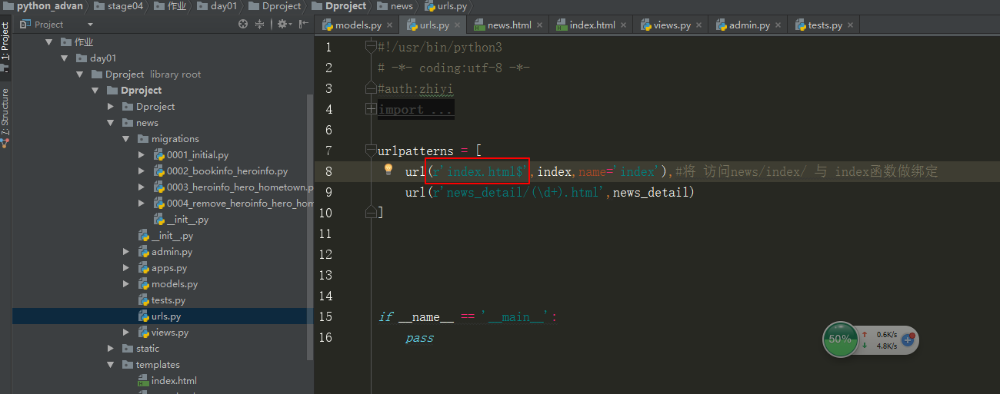 python_advan stage04 作业 day01 Dproject Dproject news urls.py
Project
models.py urls.py news.html index.html views.py admin.py tests.py
1: Project
7: Structure
作业
day01
Dproject library root
Dproject
Dproject
news
migrations
0001_initial.py
0002_bookinfo_heroinfo.py
0003_heroinfo_hero_hometown.p
0004_remove_heroinfo_hero_hom
__init__.py
__init__.py
admin.py
apps.py
models.py
tests.py
urls.py
views.py
static
templates
index.html
1 #!/usr/bin/python3
2 # -*- coding:utf-8 -*-
3 #auth:zhiyi
4 import ...
6
7 urlpatterns = [
8 url(r'index.html$',index,name='index'),#将 访问news/index/ 与 index函数做绑定
9 url(r'news_detail/(\d+).html',news_detail)
10 ]
11
12
13
14
15 if __name__ == '__main__':
16 pass
50%
0.6K/s
4.8K/s